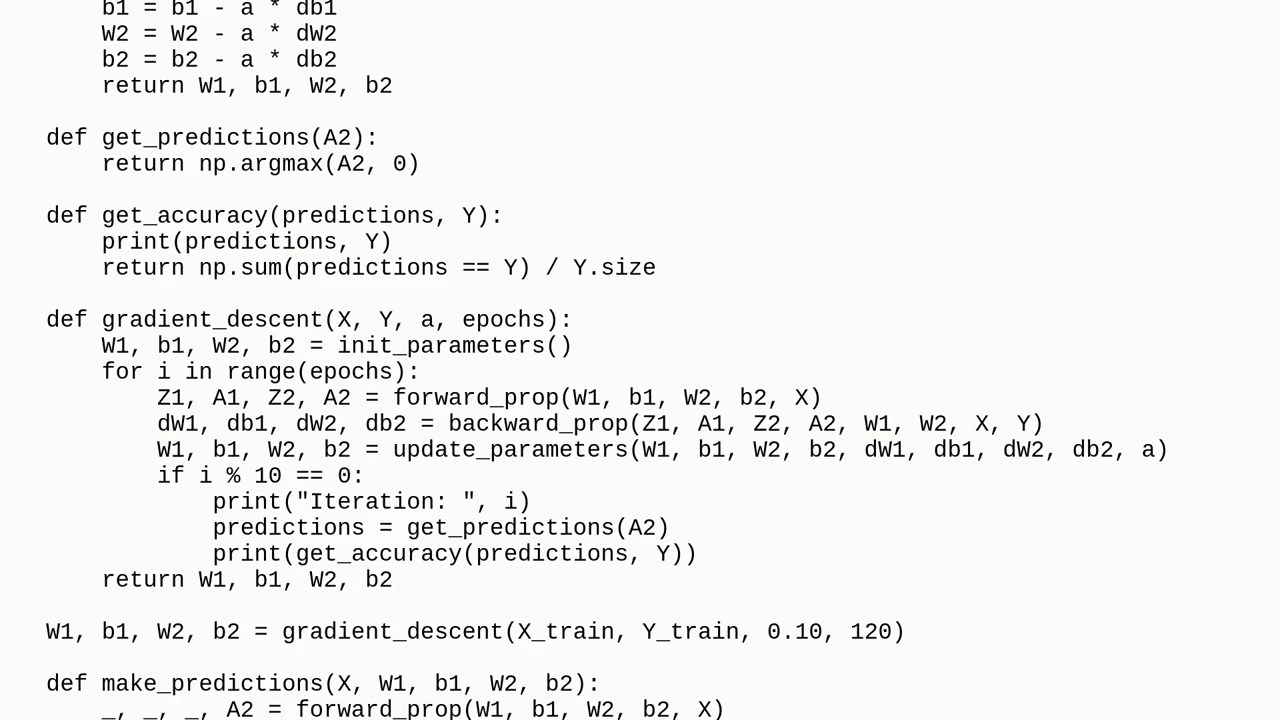 b1 = b1 - a * db1
W2 = W2 - a * dW2
b2 = b2 - a * db2
return W1, b1, W2, b2
def get_predictions(A2):
return np.argmax(A2, 0)
def get_accuracy(predictions, Y):
print(predictions, Y)
return np.sum(predictions == Y) / Y.size
def gradient_descent(X, Y, a, epochs):
W1, b1, W2, b2 = init_parameters()
for i in range(epochs):
Z1, A1, Z2, A2 = forward_prop(W1, b1, W2, b2, X)
dW1, db1, dW2, db2 = backward_prop(Z1, A1, Z2, A2, W1, W2, X, Y)
W1, b1, W2, b2 = update_parameters(W1, b1, W2, b2, dW1, db1, dW2, db2, a)
if i % 10 == 0:
print("Iteration: ", i)
predictions = get_predictions(A2)
print(get_accuracy(predictions, Y))
return W1, b1, W2, b2
W1, b1, W2, b2 = gradient_descent(X_train, Y_train, 0.10, 120)
def make_predictions(X, W1, b1, W2, b2):
_, _, _, A2 = forward_prop(W1, b1, W2, b2, X)